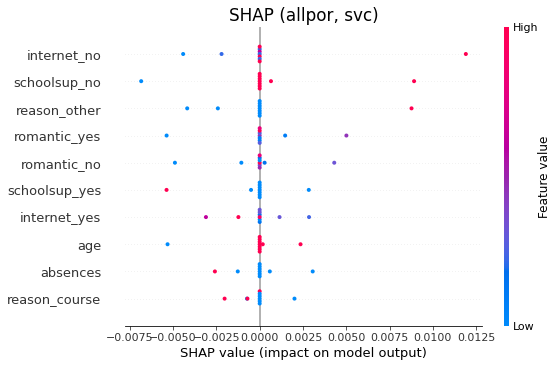 SHAP (allpor, svc)
High
internet_no
schoolsup_no
reason_other
romantic_yes
romantic_no
schoolsup_yes
internet_yes
age
absences
reason_course
Feature value
Low
−0.0075 −0.0050 −0.0025 0.0000 0.0025 0.0050 0.0075 0.0100 0.0125
SHAP value (impact on model output)